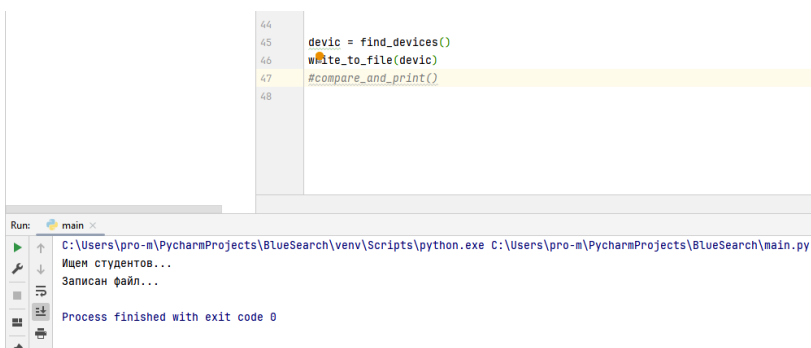 44
45 devic = find_devices()
46 write_to_file(devic)
47 #compare_and_print()
48
Run: main
C:\Users\pro-m\PycharmProjects\BlueSearch\venv\Scripts\python.exe C:\Users\pro-m\PycharmProjects\BlueSearch\main.py
Ищем студентов...
Записан файл...
Process finished with exit code 0